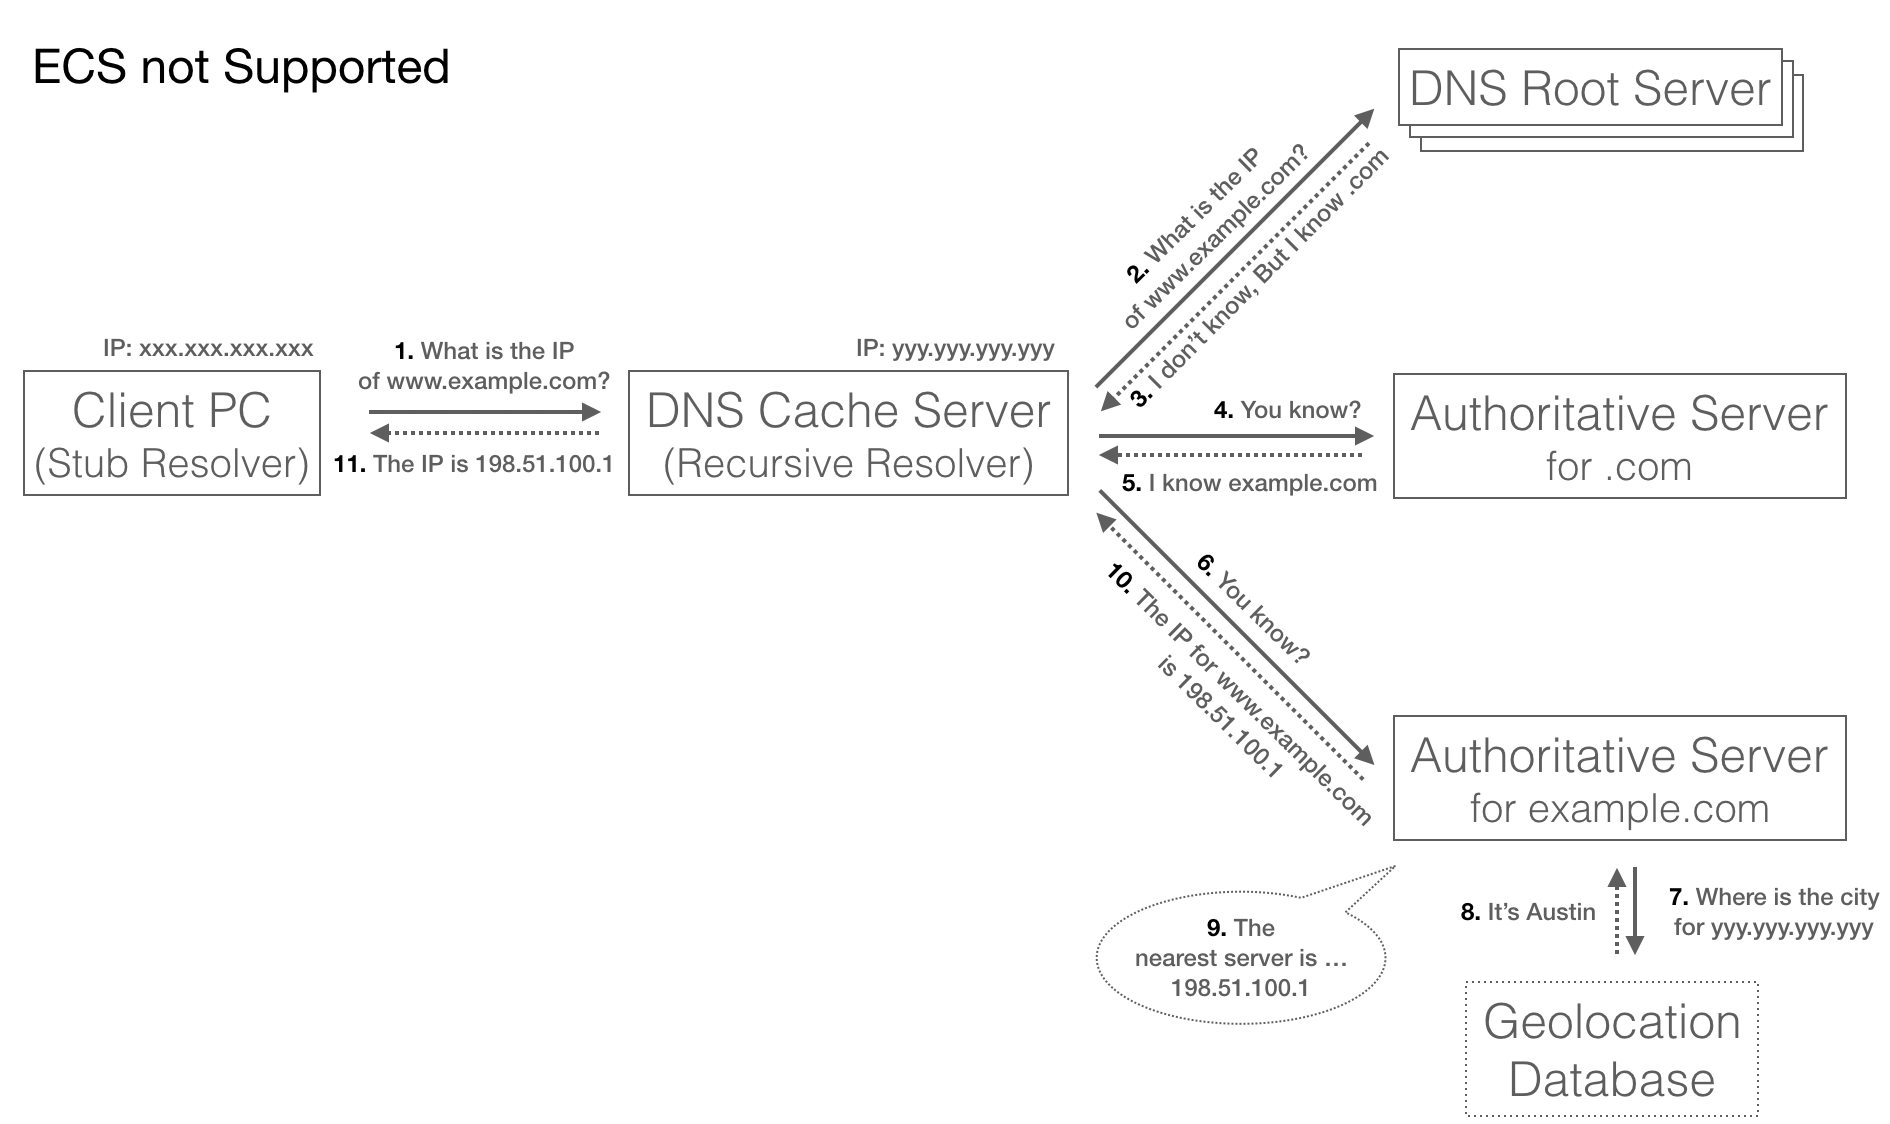 ECS not Supported
DNS Root Server
2. What is the IP
of www.example.com?
3. I don't know, But I know .com
IP: xxx.xxx.xxx.xxx
Client PC
(Stub Resolver)
1. What is the IP
of www.example.com?
11. The IP is 198.51.100.1
IP: yyy.yyy.yyy.yyy
DNS Cache Server
(Recursive Resolver)
4. You know?
5. I know example.com
Authoritative Server
for .com
6. You know?
10. The IP for www.example.com
is 198.51.100.1
Authoritative Server
for example.com
7. Where is the city
for yyy.yyy.yyy.yyy
8. It’s Austin
9. The
nearest server is …
198.51.100.1
Geolocation
Database